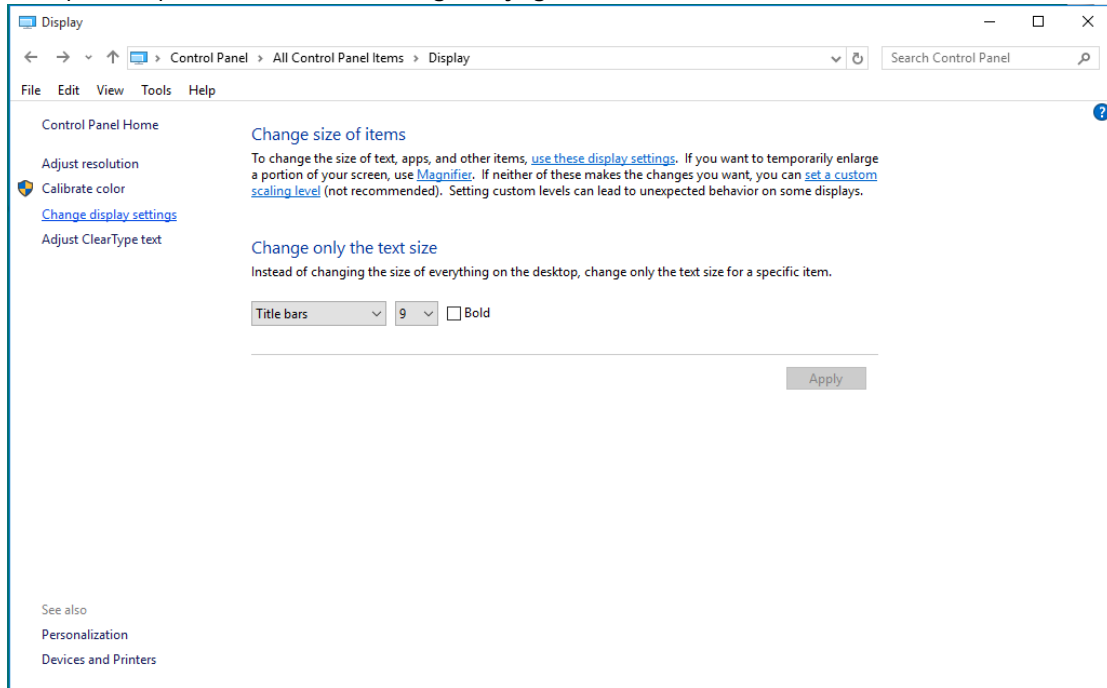 Display
Control Panel > All Control Panel Items > Display
Search Control Panel
File Edit View Tools Help
Control Panel Home
Adjust resolution
Calibrate color
Change display settings
Adjust ClearType text
Change size of items
To change the size of text, apps, and other items, use these display settings. If you want to temporarily enlarge
a portion of your screen, use Magnifier. If neither of these makes the changes you want, you can set a custom
scaling level (not recommended). Setting custom levels can lead to unexpected behavior on some displays.
Change only the text size
Instead of changing the size of everything on the desktop, change only the text size for a specific item.
Title bars 9 Bold
Apply
See also
Personalization
Devices and Printers